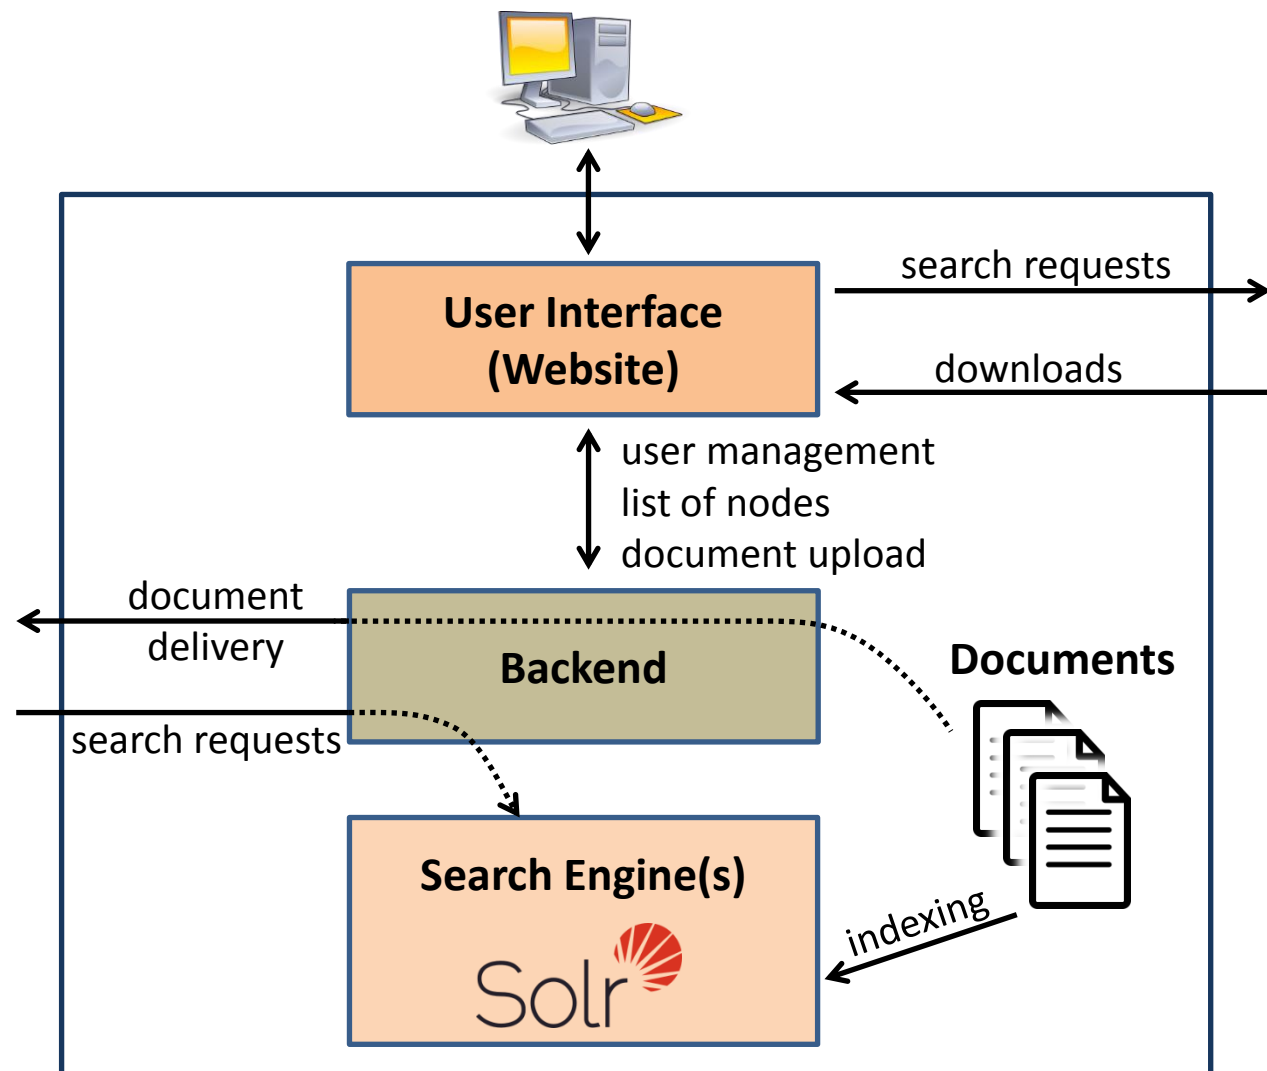 search requests
User Interface
(Website)
downloads
user management
list of nodes
document upload
document
delivery
Backend
Documents
search requests
Search Engine(s)
indexing
Solr